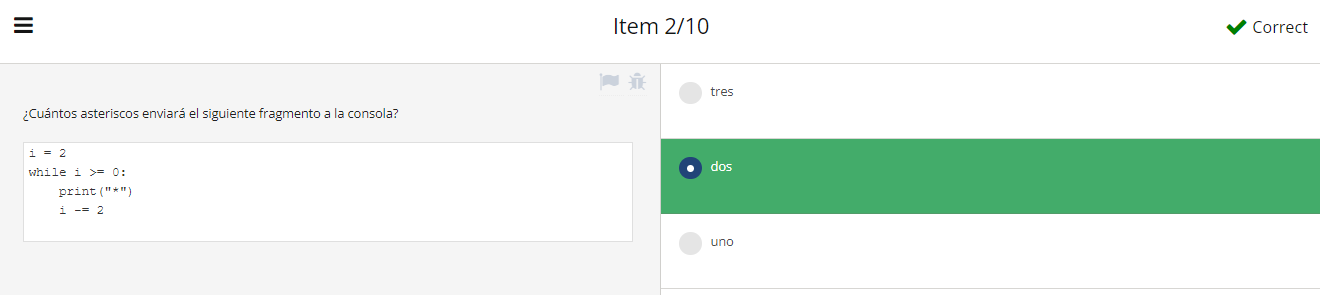 Item 2/10
Correct
¿Cuántos asteriscos enviará el siguiente fragmento a la consola?
i = 2
while i >= 0:
    print("*")
    i -= 2
tres
dos
uno